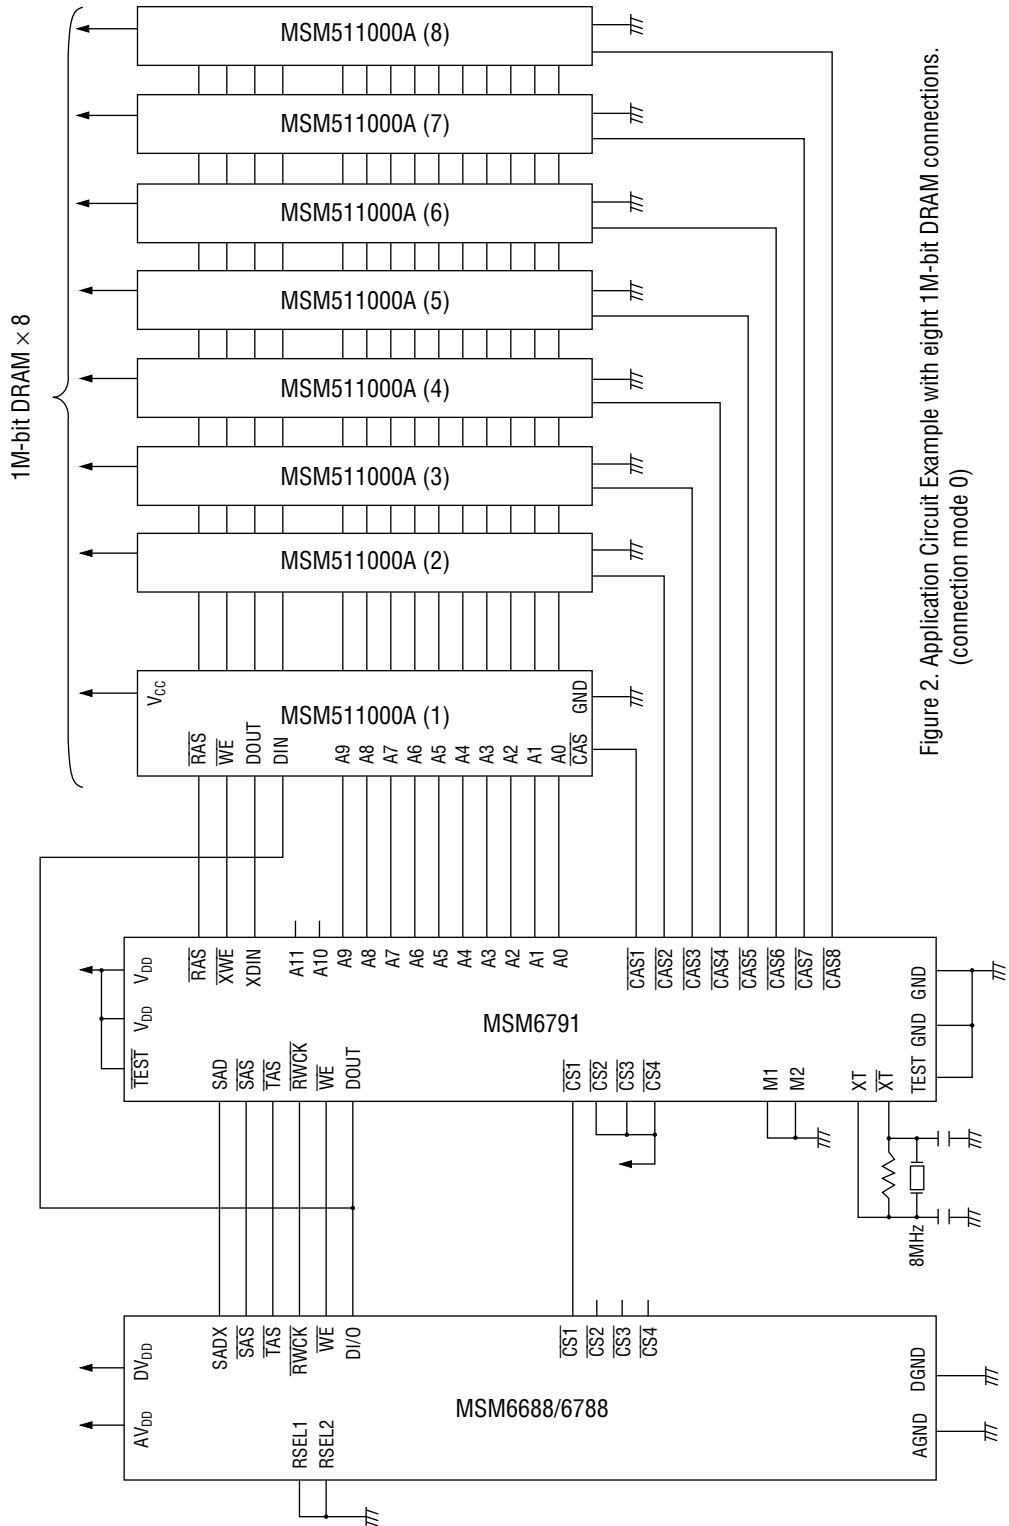 1M-bit DRAM × 8
MSM511000A (8)
MSM511000A (7)
MSM511000A (6)
MSM511000A (5)
MSM511000A (4)
MSM511000A (3)
MSM511000A (2)
MSM511000A (1)
VCC
RAS
WE
DOUT
DIN
A9
A8
A7
A6
A5
A4
A3
A2
A1
A0
CAS
GND
MSM6791
TEST
VDD
VDD
RAS
XWE
XDIN
A11
A10
A9
A8
A7
A6
A5
A4
A3
A2
A1
A0
CAS1
CAS2
CAS3
CAS4
CAS5
CAS6
CAS7
CAS8
SAD
SAS
TAS
RWCK
WE
DOUT
CS1
CS2
CS3
CS4
M1
M2
XT
XT
TEST
GND
GND
8MHz
MSM6688/6788
AVDD
DVDD
SADX
SAS
TAS
RWCK
WE
DI/O
CS1
CS2
CS3
CS4
RSEL1
RSEL2
AGND
DGND
Figure 2. Application Circuit Example with eight 1M-bit DRAM connections.
(connection mode 0)